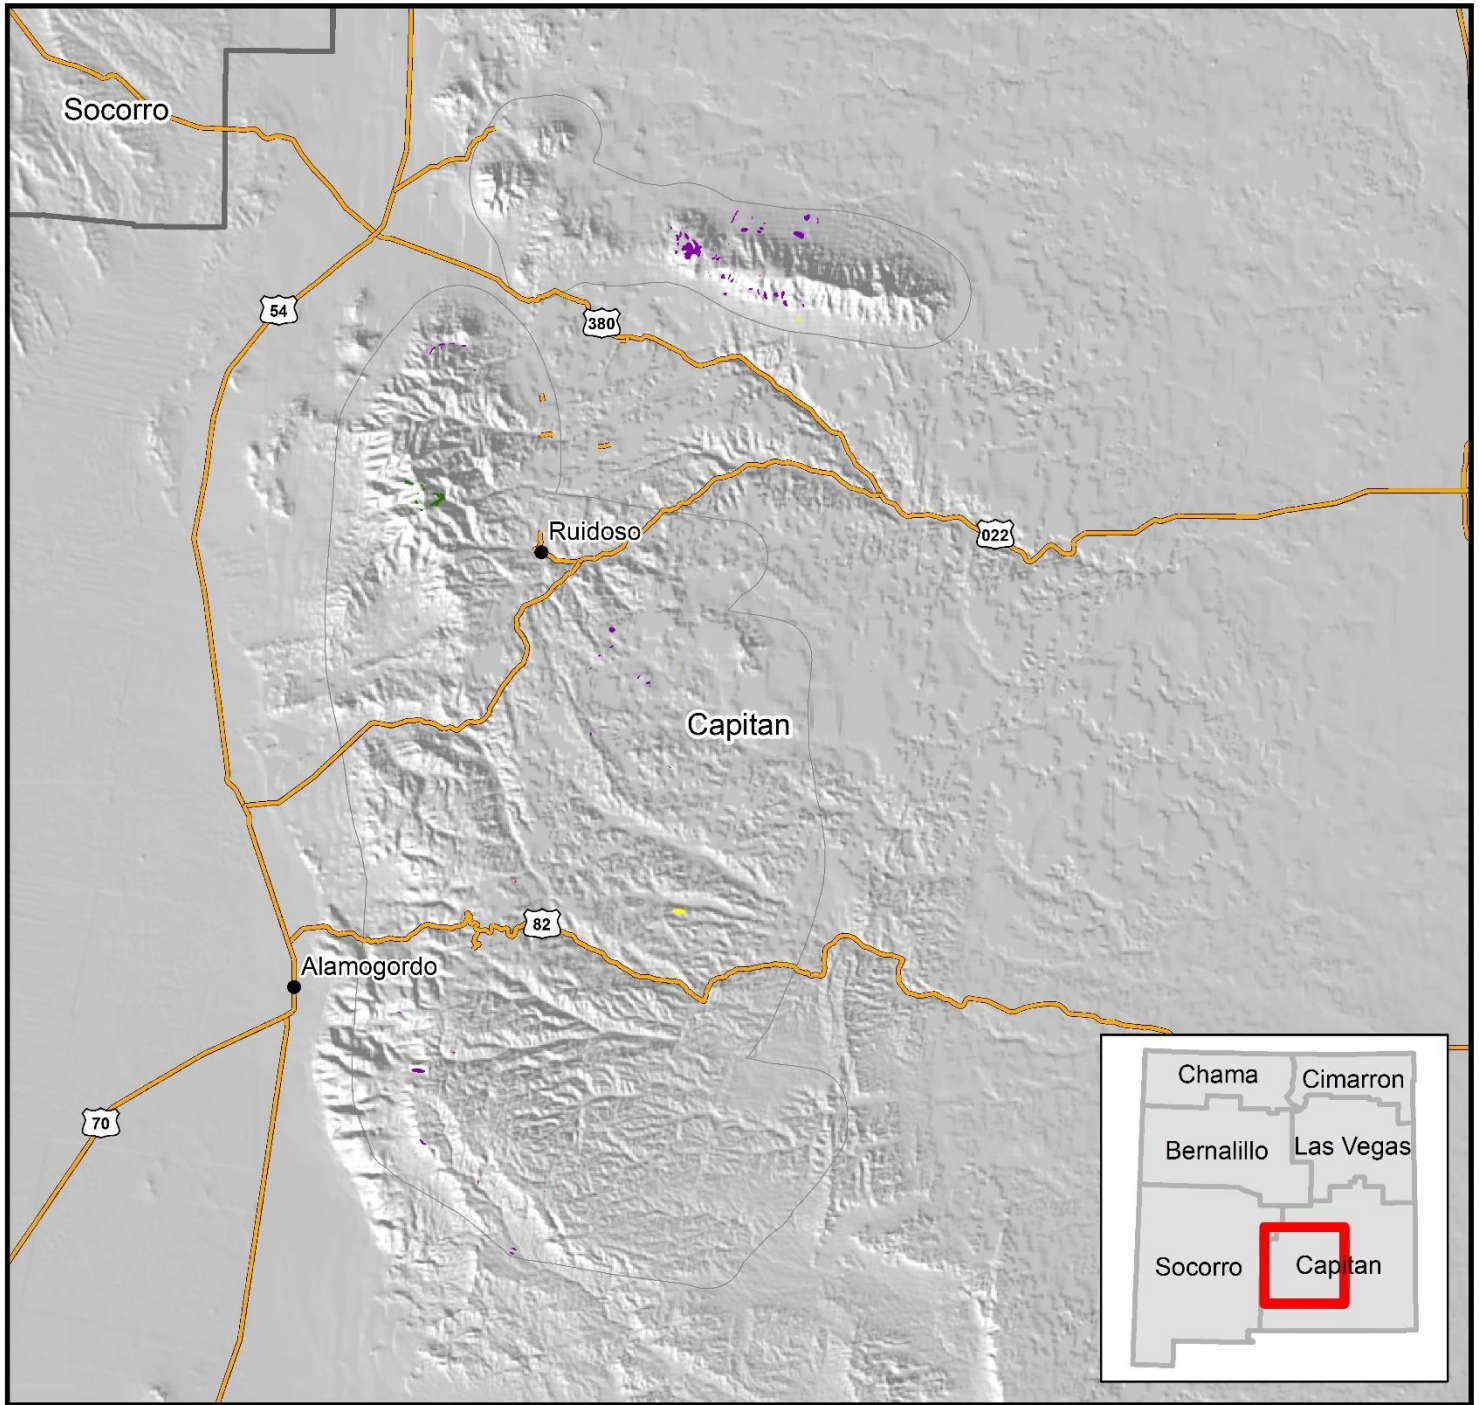 Socorro
54
380
Ruidoso
022
Capitan
82
Alamogordo
70
Chama
Cimarron
Bernalillo
Las Vegas
Socorro
Capitan